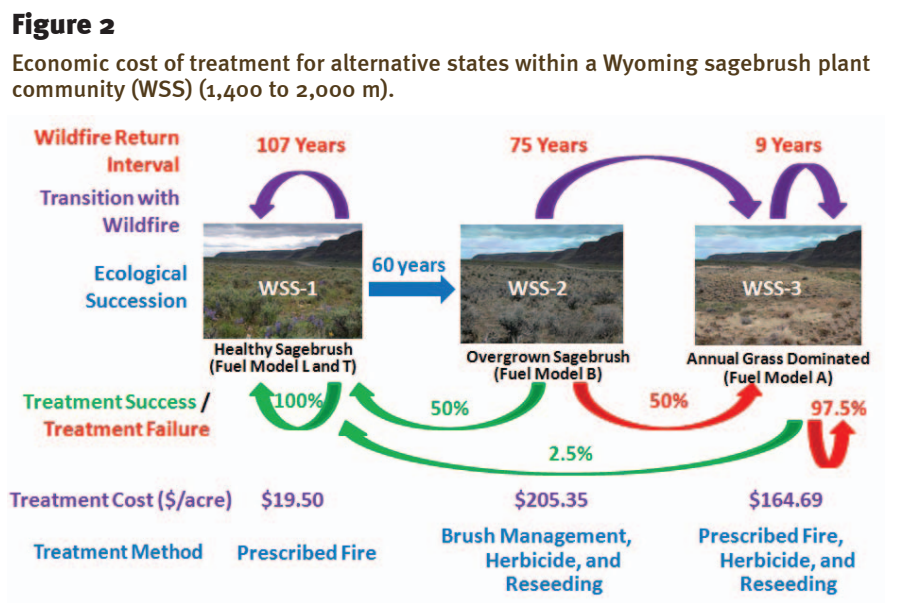 Figure 2
Economic cost of treatment for alternative states within a Wyoming sagebrush plant
community (WSS) (1,400 to 2,000 m).
Wildfire Return
Interval
107 Years
75 Years
9 Years
Transition with
Wildfire
Ecological
Succession
60 years
WSS-1
WSS-2
WSS-3
Healthy Sagebrush
(Fuel Model L and T)
Overgrown Sagebrush
(Fuel Model B)
Annual Grass Dominated
(Fuel Model A)
Treatment Success /
Treatment Failure
100%
50%
50%
97.5%
2.5%
Treatment Cost ($/acre)
$19.50
$205.35
$164.69
Treatment Method
Prescribed Fire
Brush Management,
Herbicide, and
Reseeding
Prescribed Fire,
Herbicide, and
Reseeding